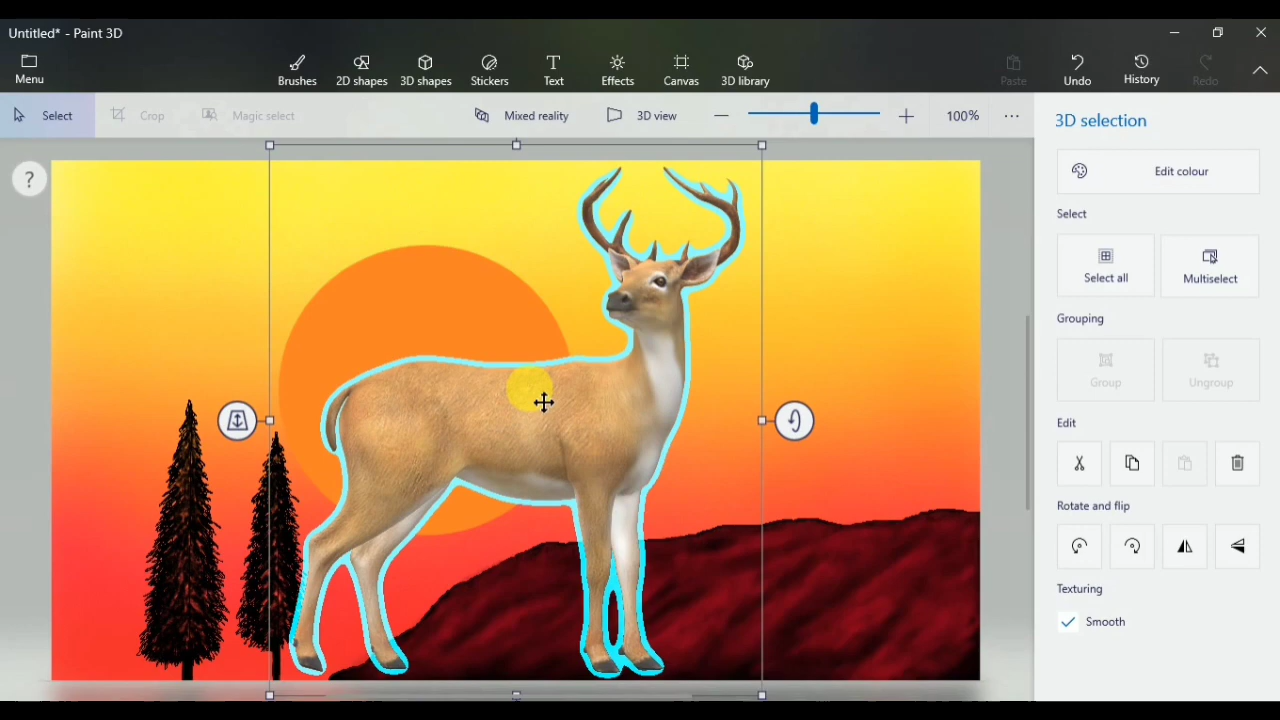 Untitled* - Paint 3D
Menu
Brushes
2D shapes
3D shapes
Stickers
Text
Effects
Canvas
3D library
Paste
Undo
History
Redo
Select
Crop
Magic select
Mixed reality
3D view
100%
?
3D selection
Edit colour
Select
Select all
Multiselect
Grouping
Group
Ungroup
Edit
Rotate and flip
Texturing
Smooth